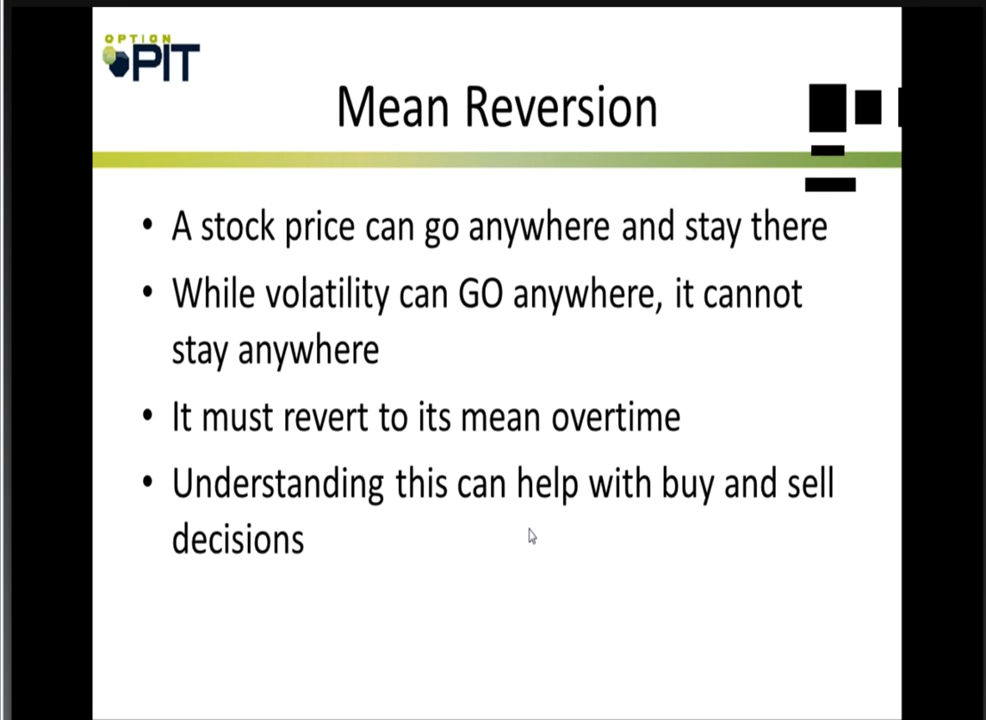 OPTION
PIT
Mean Reversion
• A stock price can go anywhere and stay there
• While volatility can GO anywhere, it cannot
stay anywhere
• It must revert to its mean overtime
• Understanding this can help with buy and sell
decisions